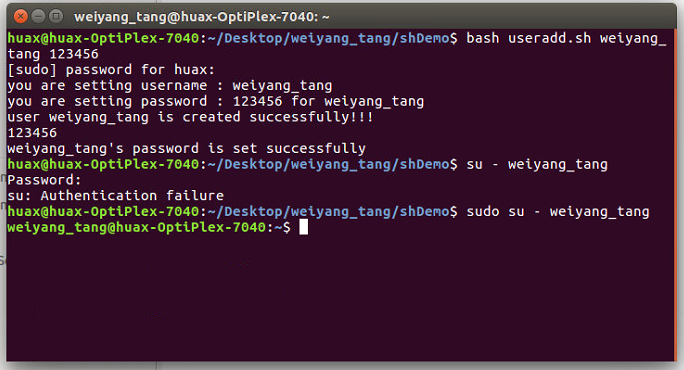 weiyang_tang@huax-OptiPlex-7040: ~
huax@huax-OptiPlex-7040:~/Desktop/weiyang_tang/shDemo$ bash useradd.sh weiyang_
tang 123456
[sudo] password for huax:
you are setting username : weiyang_tang
you are setting password : 123456 for weiyang_tang
user weiyang_tang is created successfully!!!
123456
weiyang_tang's password is set successfully
huax@huax-OptiPlex-7040:~/Desktop/weiyang_tang/shDemo$ su - weiyang_tang
Password:
su: Authentication failure
huax@huax-OptiPlex-7040:~/Desktop/weiyang_tang/shDemo$ sudo su - weiyang_tang
weiyang_tang@huax-OptiPlex-7040:~$